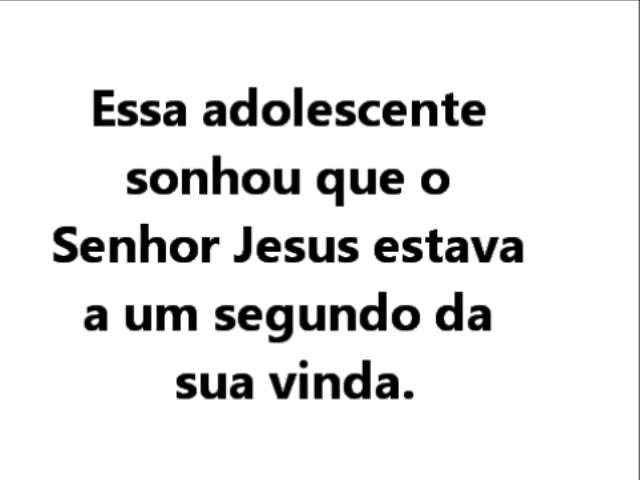 Essa adolescente
sonhou que o
Senhor Jesus estava
a um segundo da
sua vinda.